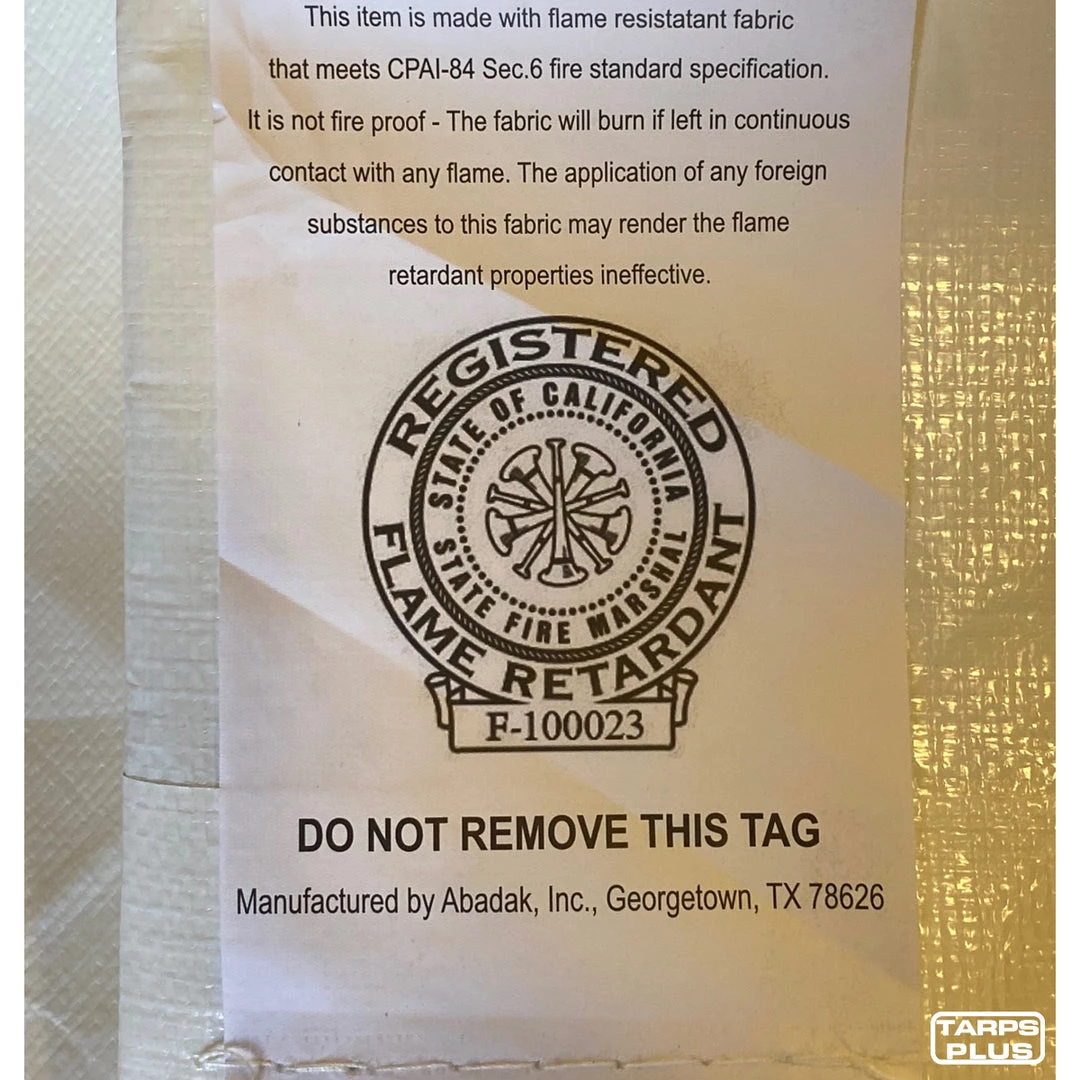 This item is made with flame resistatant fabric
that meets CPAI-84 Sec.6 fire standard specification.
It is not fire proof - The fabric will burn if left in continuous
contact with any flame. The application of any foreign
substances to this fabric may render the flame
retardant properties ineffective.
REGISTERED
STATE OF CALIFORNIA
STATE FIRE MARSHAL
FLAME RETARDANT
F-100023
DO NOT REMOVE THIS TAG
Manufactured by Abadak, Inc., Georgetown, TX 78626
TARPS
PLUS